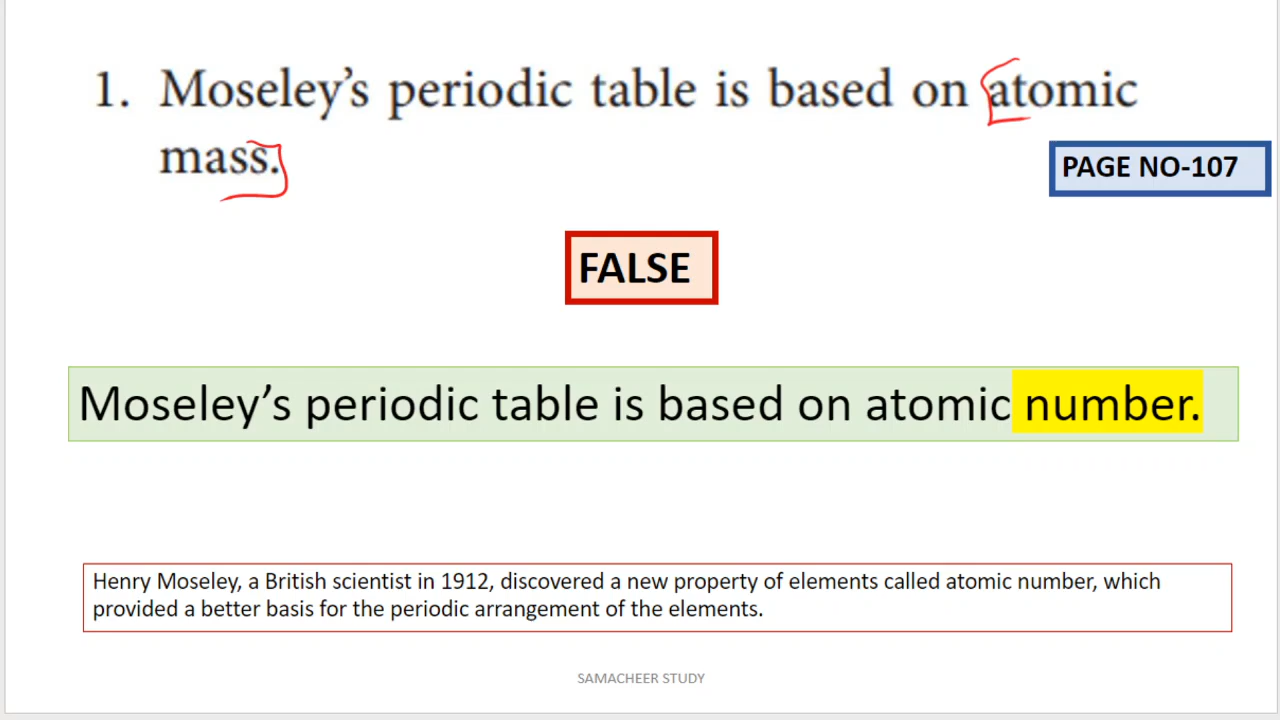 1. Moseley’s periodic table is based on atomic
mass.
PAGE NO-107
FALSE
Moseley’s periodic table is based on atomic number.
Henry Moseley, a British scientist in 1912, discovered a new property of elements called atomic number, which
provided a better basis for the periodic arrangement of the elements.
SAMACHEER STUDY